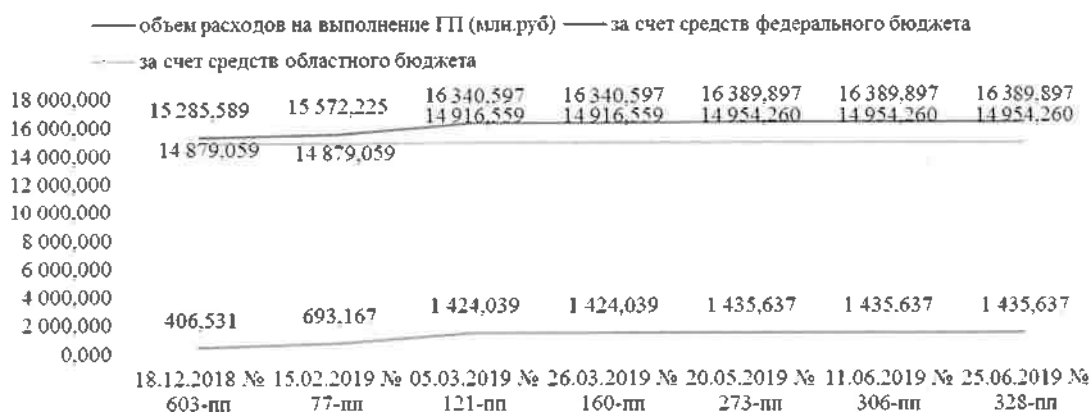 объем расходов на выполнение ГП (млн.руб) за счет средств федерального бюджета
за счет средств областного бюджета
18 000,000
16 000,000
14 000,000
12 000,000
10 000,000
8 000,000
6 000,000
4 000,000
2 000,000
0,000
15 285,589 15 572,225 16 340,597 16 340,597 16 389,897 16 389,897 16 389,897
14 879,059 14 879,059 14 916,559 14 916,559 14 954,260 14 954,260 14 954,260
406,531 693,167 1 424,039 1 424,039 1 435,637 1 435,637 1 435,637
18.12.2018 № 15.02.2019 № 05.03.2019 № 26.03.2019 № 20.05.2019 № 11.06.2019 № 25.06.2019 №
603-пп 77-пп 121-пп 160-пп 273-пп 306-пп 328-пп